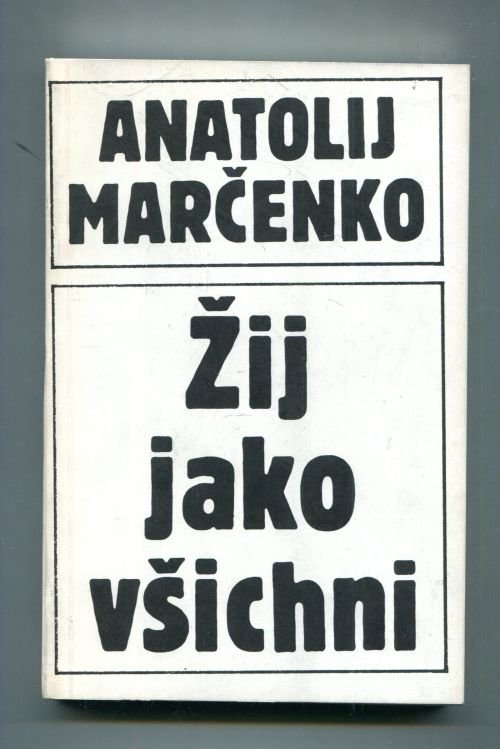 ANATOLIJ
MARČENKO
Žij
jako
všichni